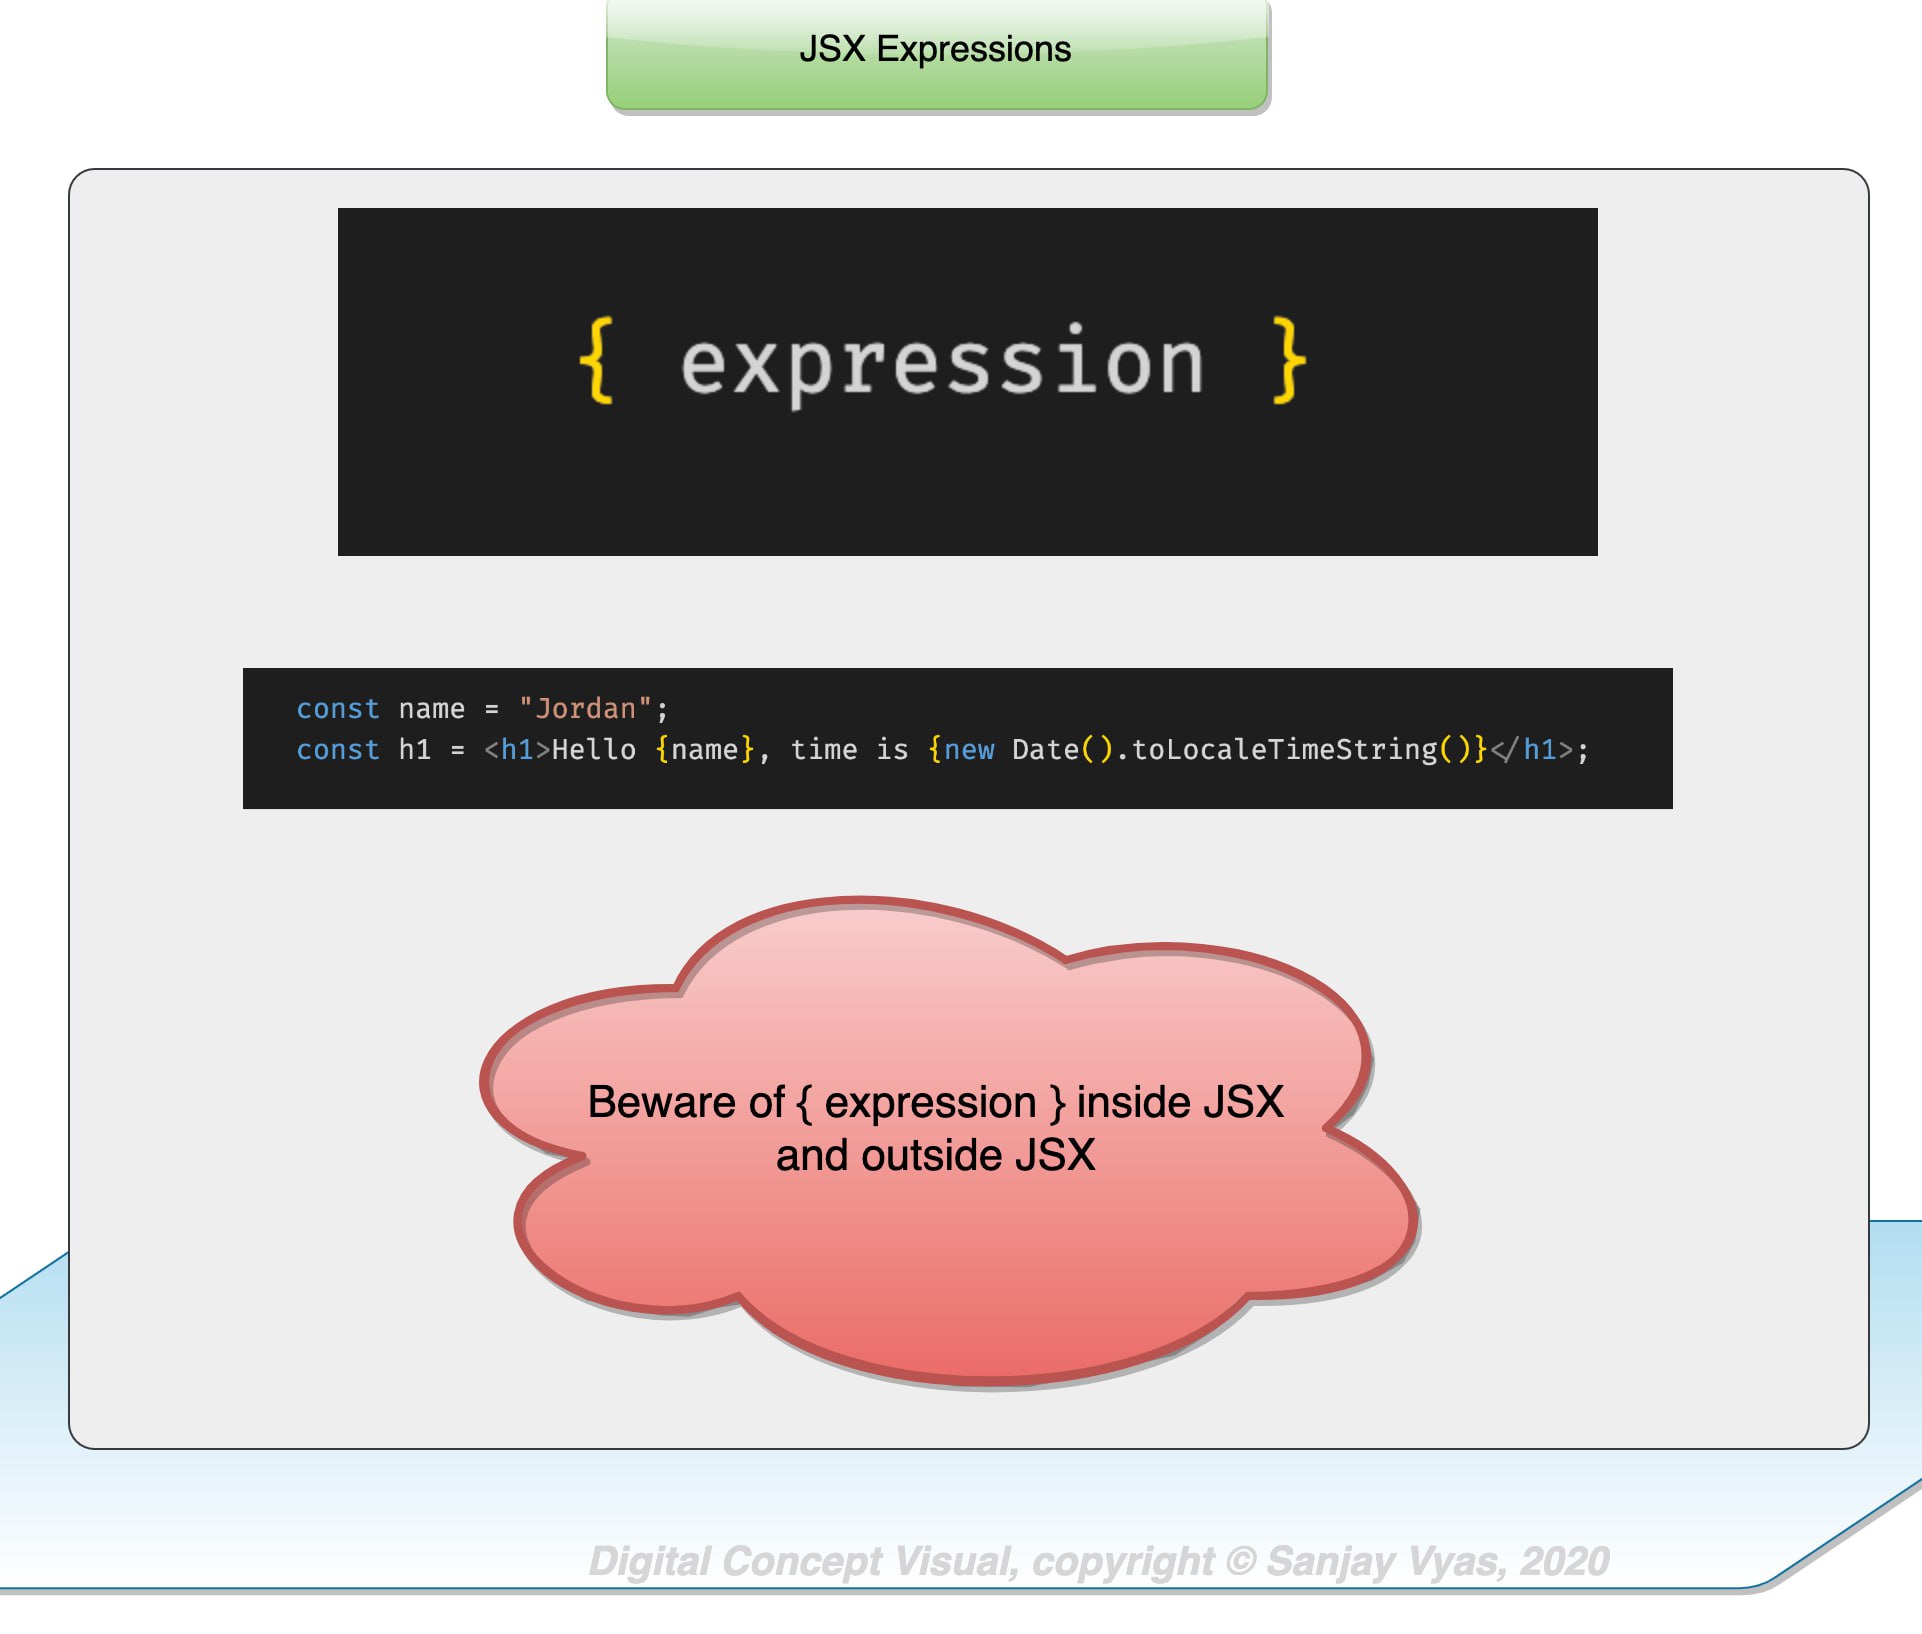 JSX Expressions
{ expression }
const name = "Jordan";
const h1 = <h1>Hello {name}, time is {new Date().toLocaleTimeString()}</h1>;
Beware of { expression } inside JSX
and outside JSX
Digital Concept Visual, copyright © Sanjay Vyas, 2020